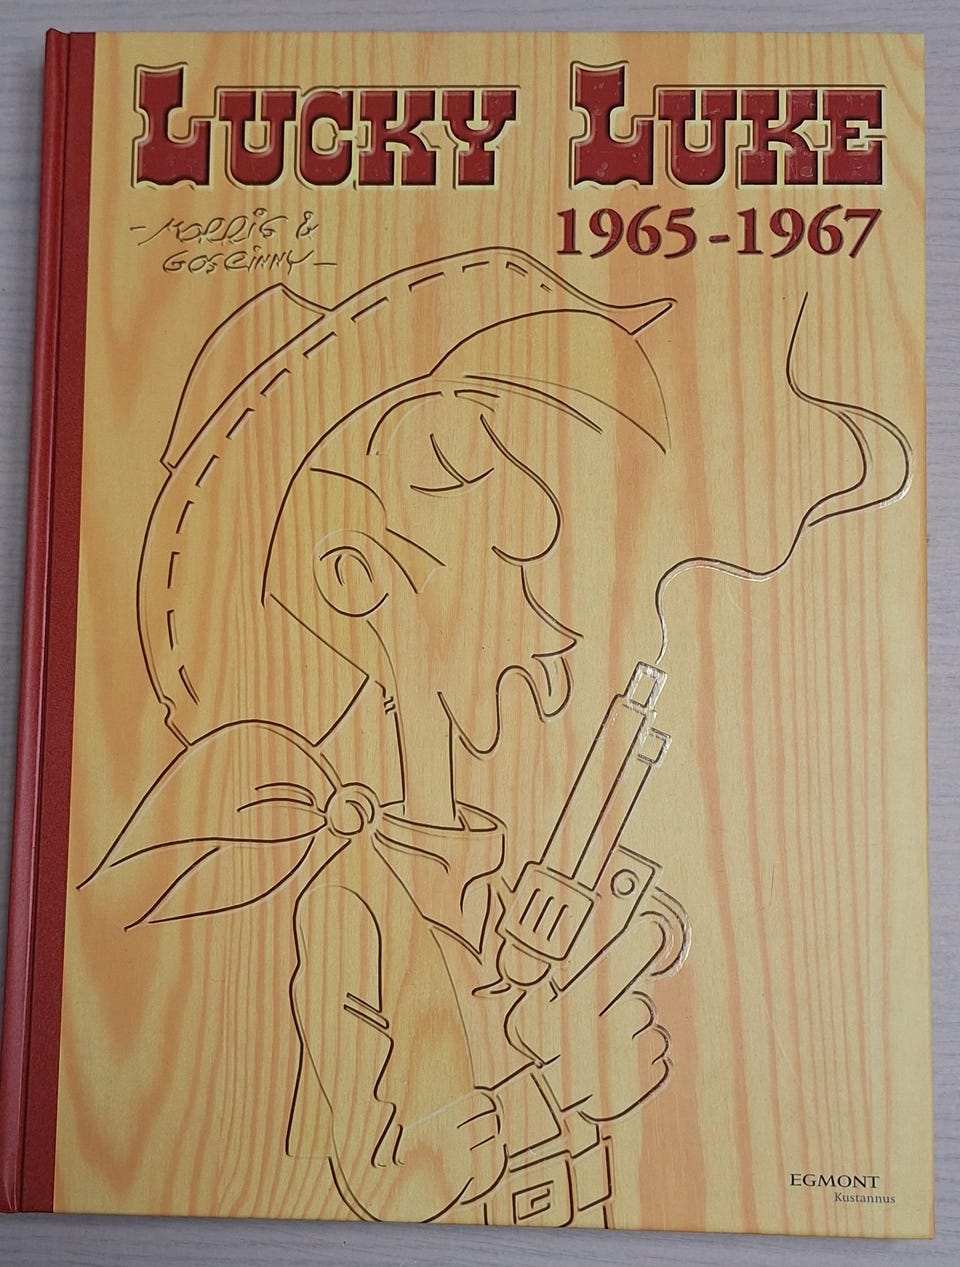 LUCKY LUKE
1965-1967
-MORRIS &
GOSCINNY-
EGMONT
Kustannus